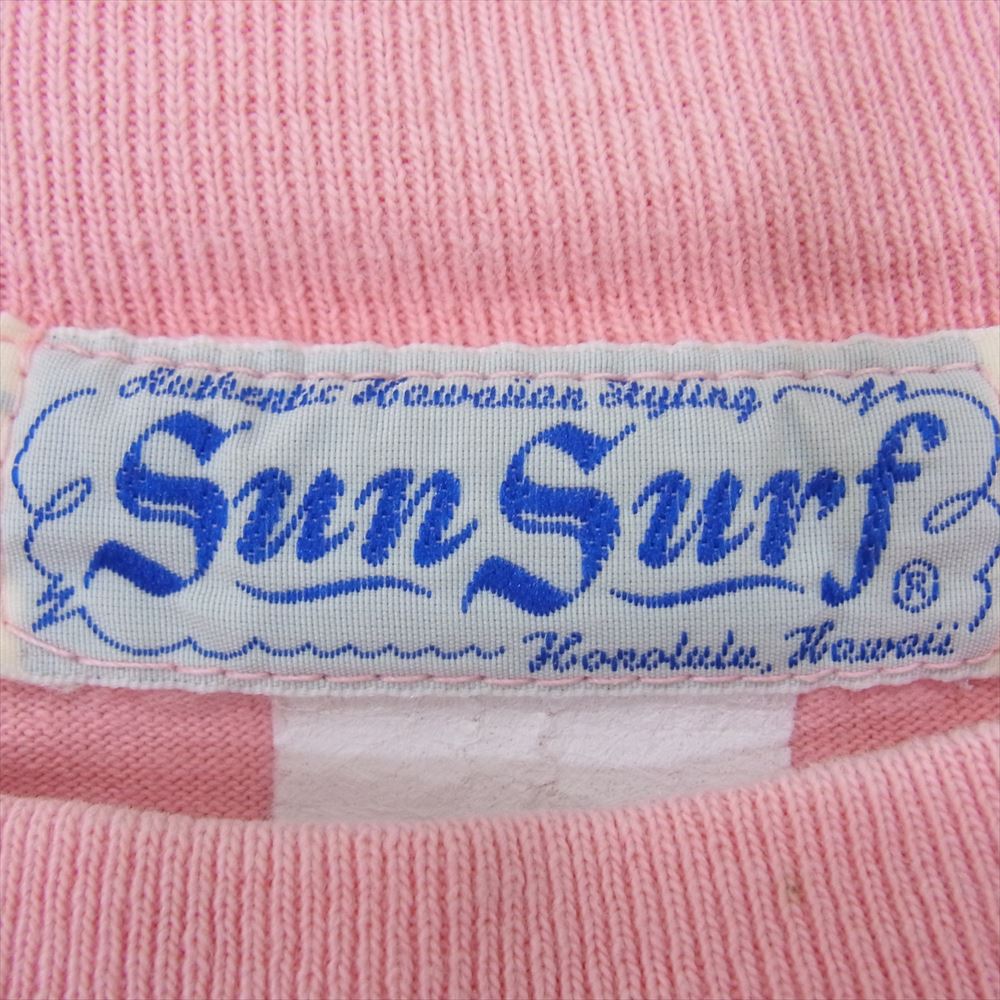 Authentic Hawaiian Styling
Sun Surf ®
Honolulu, Hawaii